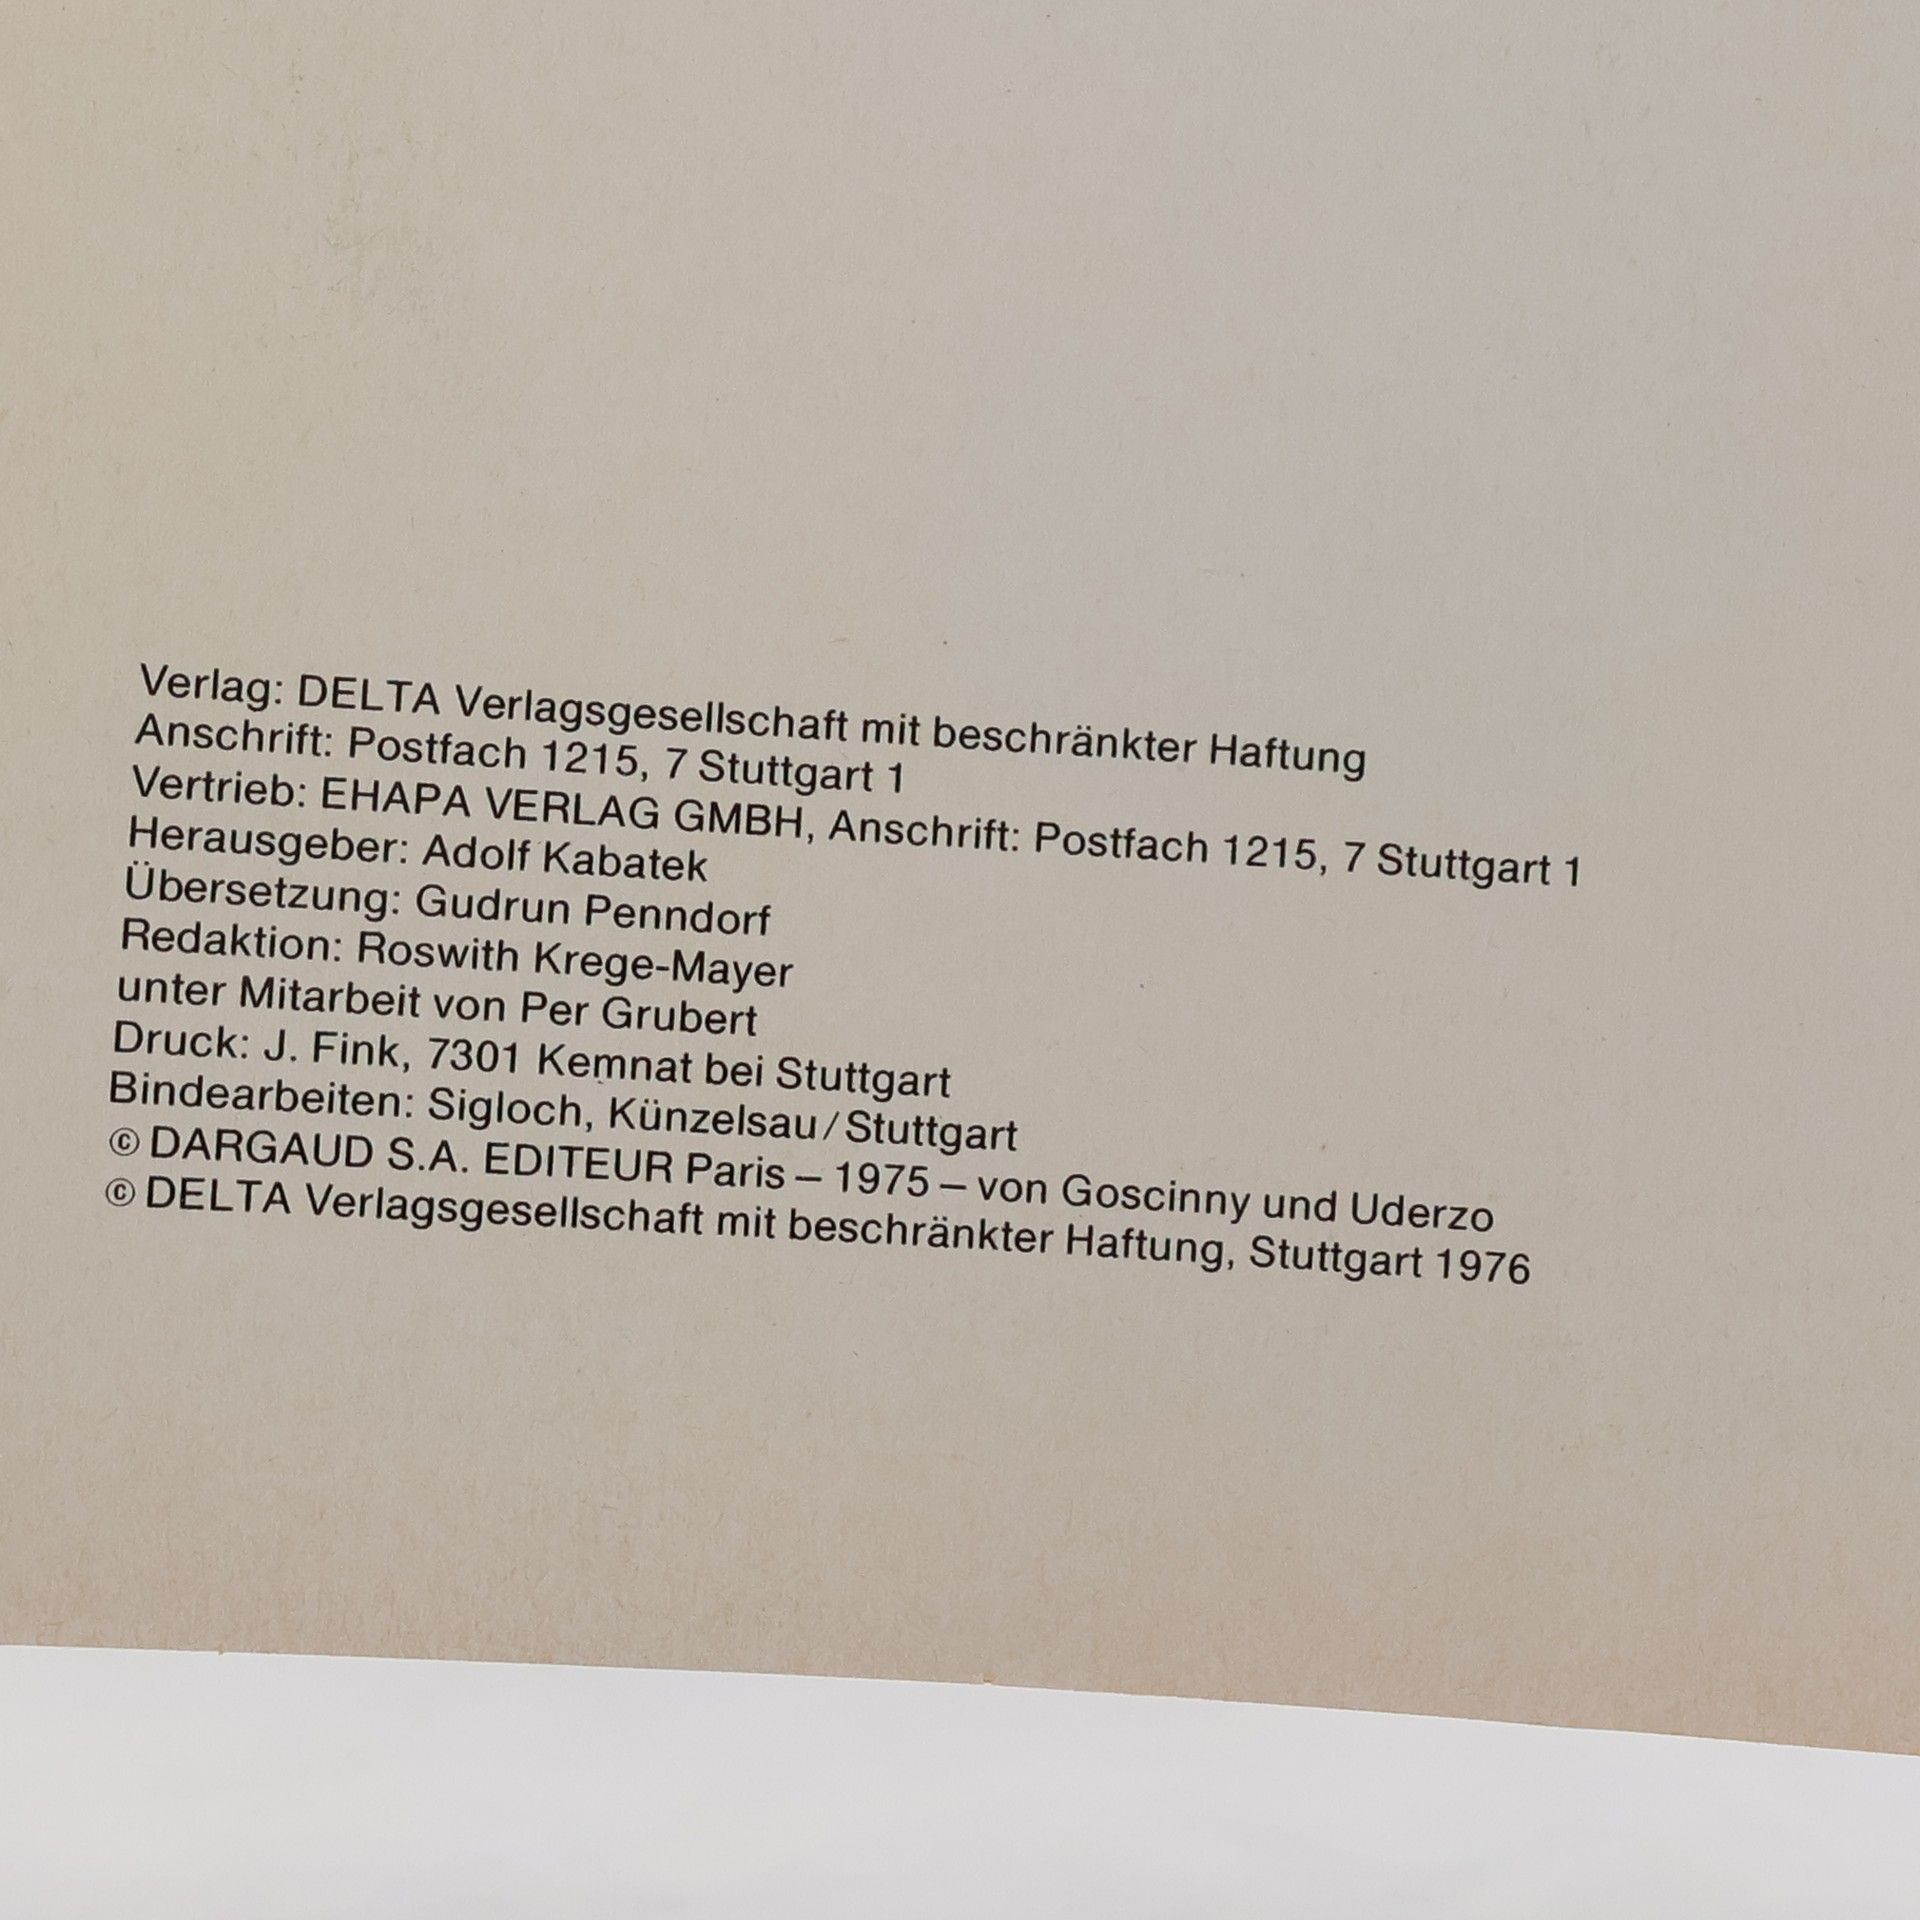 Verlag: DELTA Verlagsgesellschaft mit beschränkter Haftung
Anschrift: Postfach 1215, 7 Stuttgart 1
Vertrieb: EHAPA VERLAG GMBH, Anschrift: Postfach 1215, 7 Stuttgart 1
Herausgeber: Adolf Kabatek
Übersetzung: Gudrun Penndorf
Redaktion: Roswith Krege-Mayer
unter Mitarbeit von Per Grubert
Druck: J. Fink, 7301 Kemnat bei Stuttgart
Bindearbeiten: Sigloch, Künzelsau/Stuttgart
© DARGAUD S.A. EDITEUR Paris – 1975 – von Goscinny und Uderzo
© DELTA Verlagsgesellschaft mit beschränkter Haftung, Stuttgart 1976